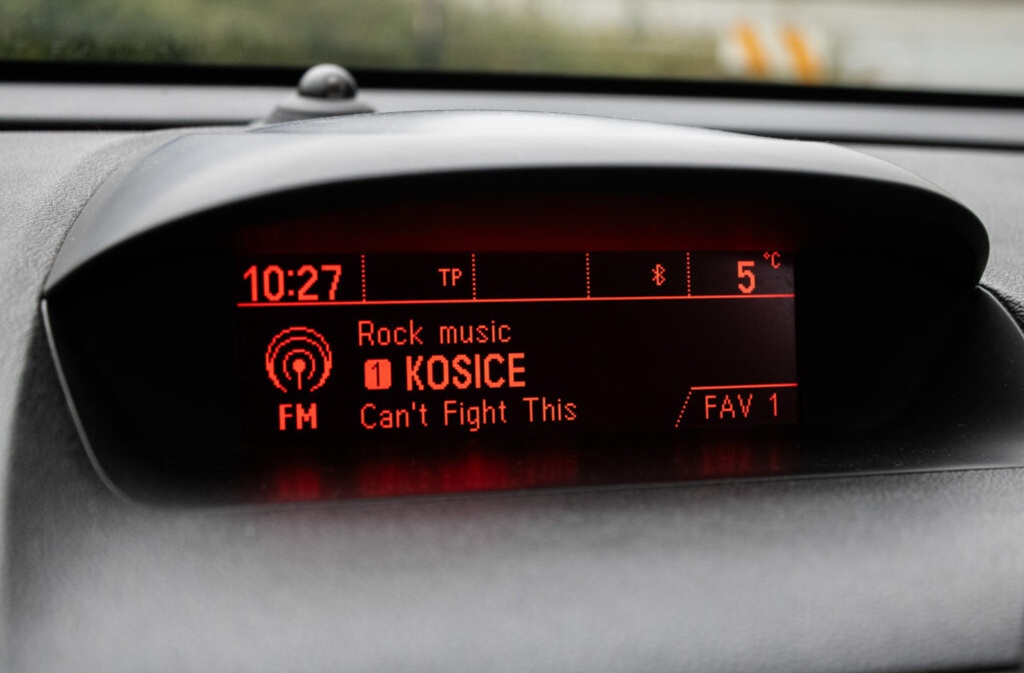 10:27 TP 5 °C
Rock music
1 KOSICE
Can't Fight This
FM
FAV 1